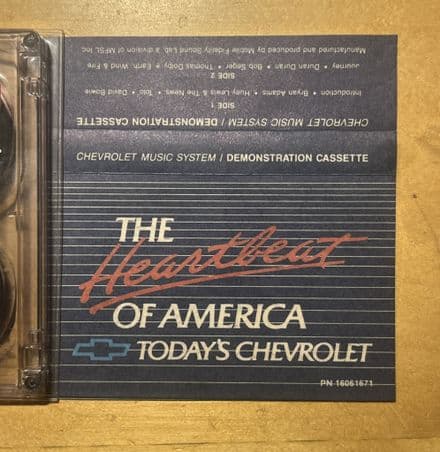 CHEVROLET MUSIC SYSTEM / DEMONSTRATION CASSETTE
SIDE 1
Introduction • Bryan Adams • Huey Lewis & The News • Toto • David Bowie
SIDE 2
Journey • Duran Duran • Bob Seger • Thomas Dolby • Earth, Wind & Fire
Manufactured and produced by Mobile Fidelity Sound Lab, a division of MFSL, Inc.
CHEVROLET MUSIC SYSTEM / DEMONSTRATION CASSETTE
THE
Heartbeat
OF AMERICA
TODAY'S CHEVROLET
PN 16061671